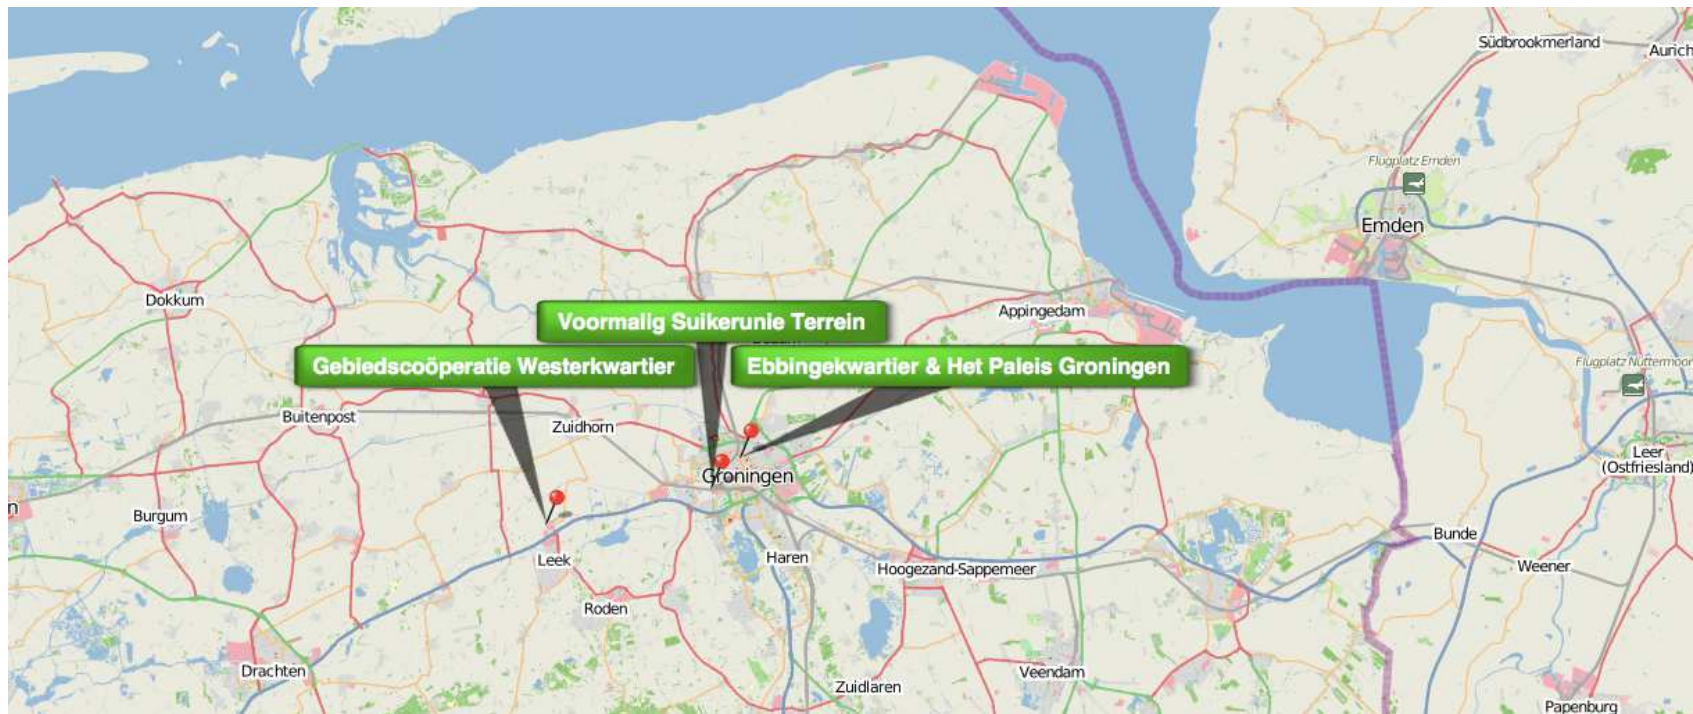 Südbrookmerland
Aurich
Flugplatz Emden
Emden
Dokkum
Appingedam
Voormalig Suikerunie Terrein
Gebiedscoöperatie Westerkwartier
Ebbingekwartier & Het Paleis Groningen
Flugplatz Nüttermoor
Buitenpost
Zuidhorn
Leer
(Ostfriesland)
Groningen
n
Burgum
Bunde
Leek
Haren
Hoogezand-Sappemeer
Weener
Roden
Drachten
Veendam
Zuidlaren
Papenburg